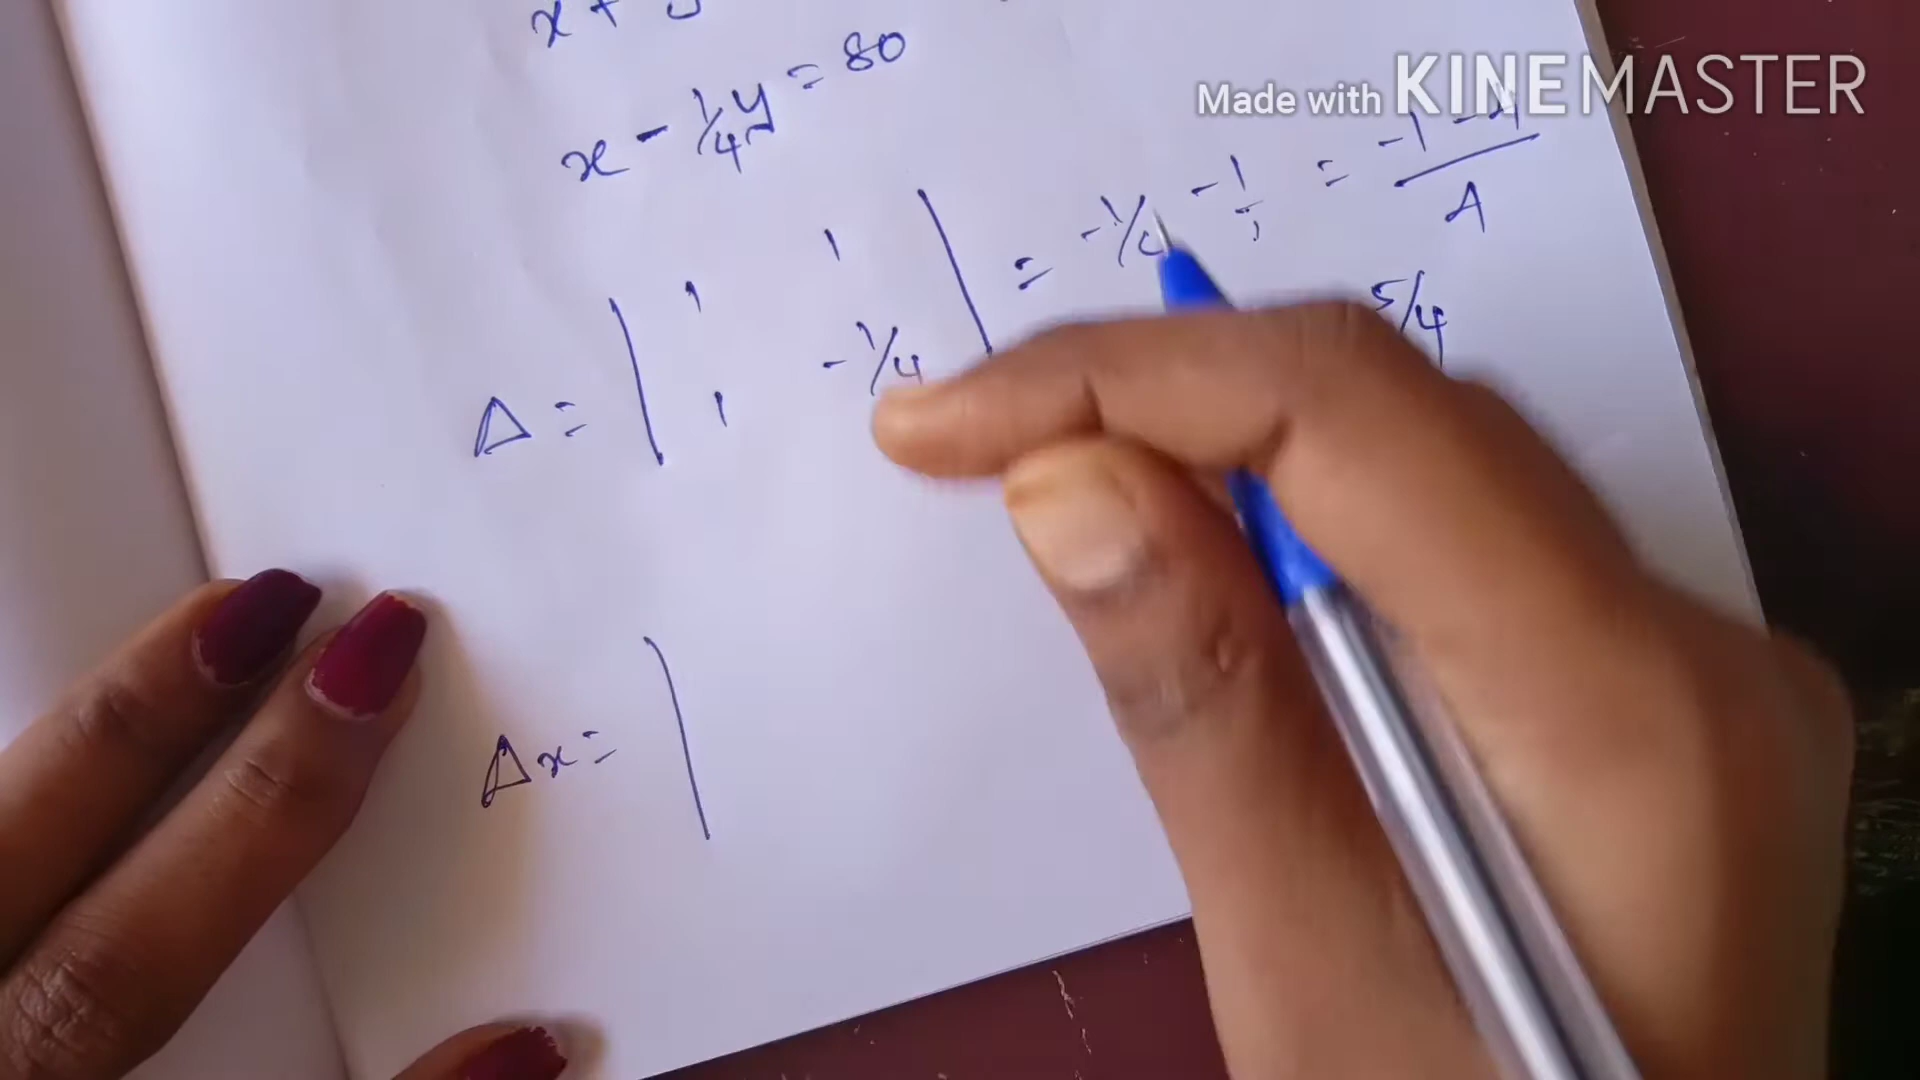 x +
x - 1/4 y = 80
Made with KINEMASTER
Δ = | 1 1 | = -1/4 - 1/1 = -1-4/4
1 -1/4 5/4
Δx = |